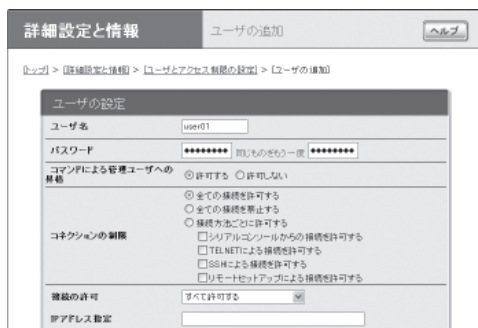 詳細設定と情報
ユーザの追加
ヘルプ
[トップ] > [詳細設定と情報] > [ユーザとアクセス制限の設定] > [ユーザの追加]
ユーザの設定
ユーザ名 user01
パスワード ●●●●●●●● 同じものをもう一度 ●●●●●●●●
コマンドによる管理ユーザへの昇格 許可する 許可しない
全ての接続を許可する
全ての接続を禁止する
接続方法ごとに許可する
コネクションの制限
シリアルコンソールからの接続を許可する
TELNETによる接続を許可する
SSHによる接続を許可する
リモートセットアップによる接続を許可する
接続の許可 すべて許可する
IPアドレス指定